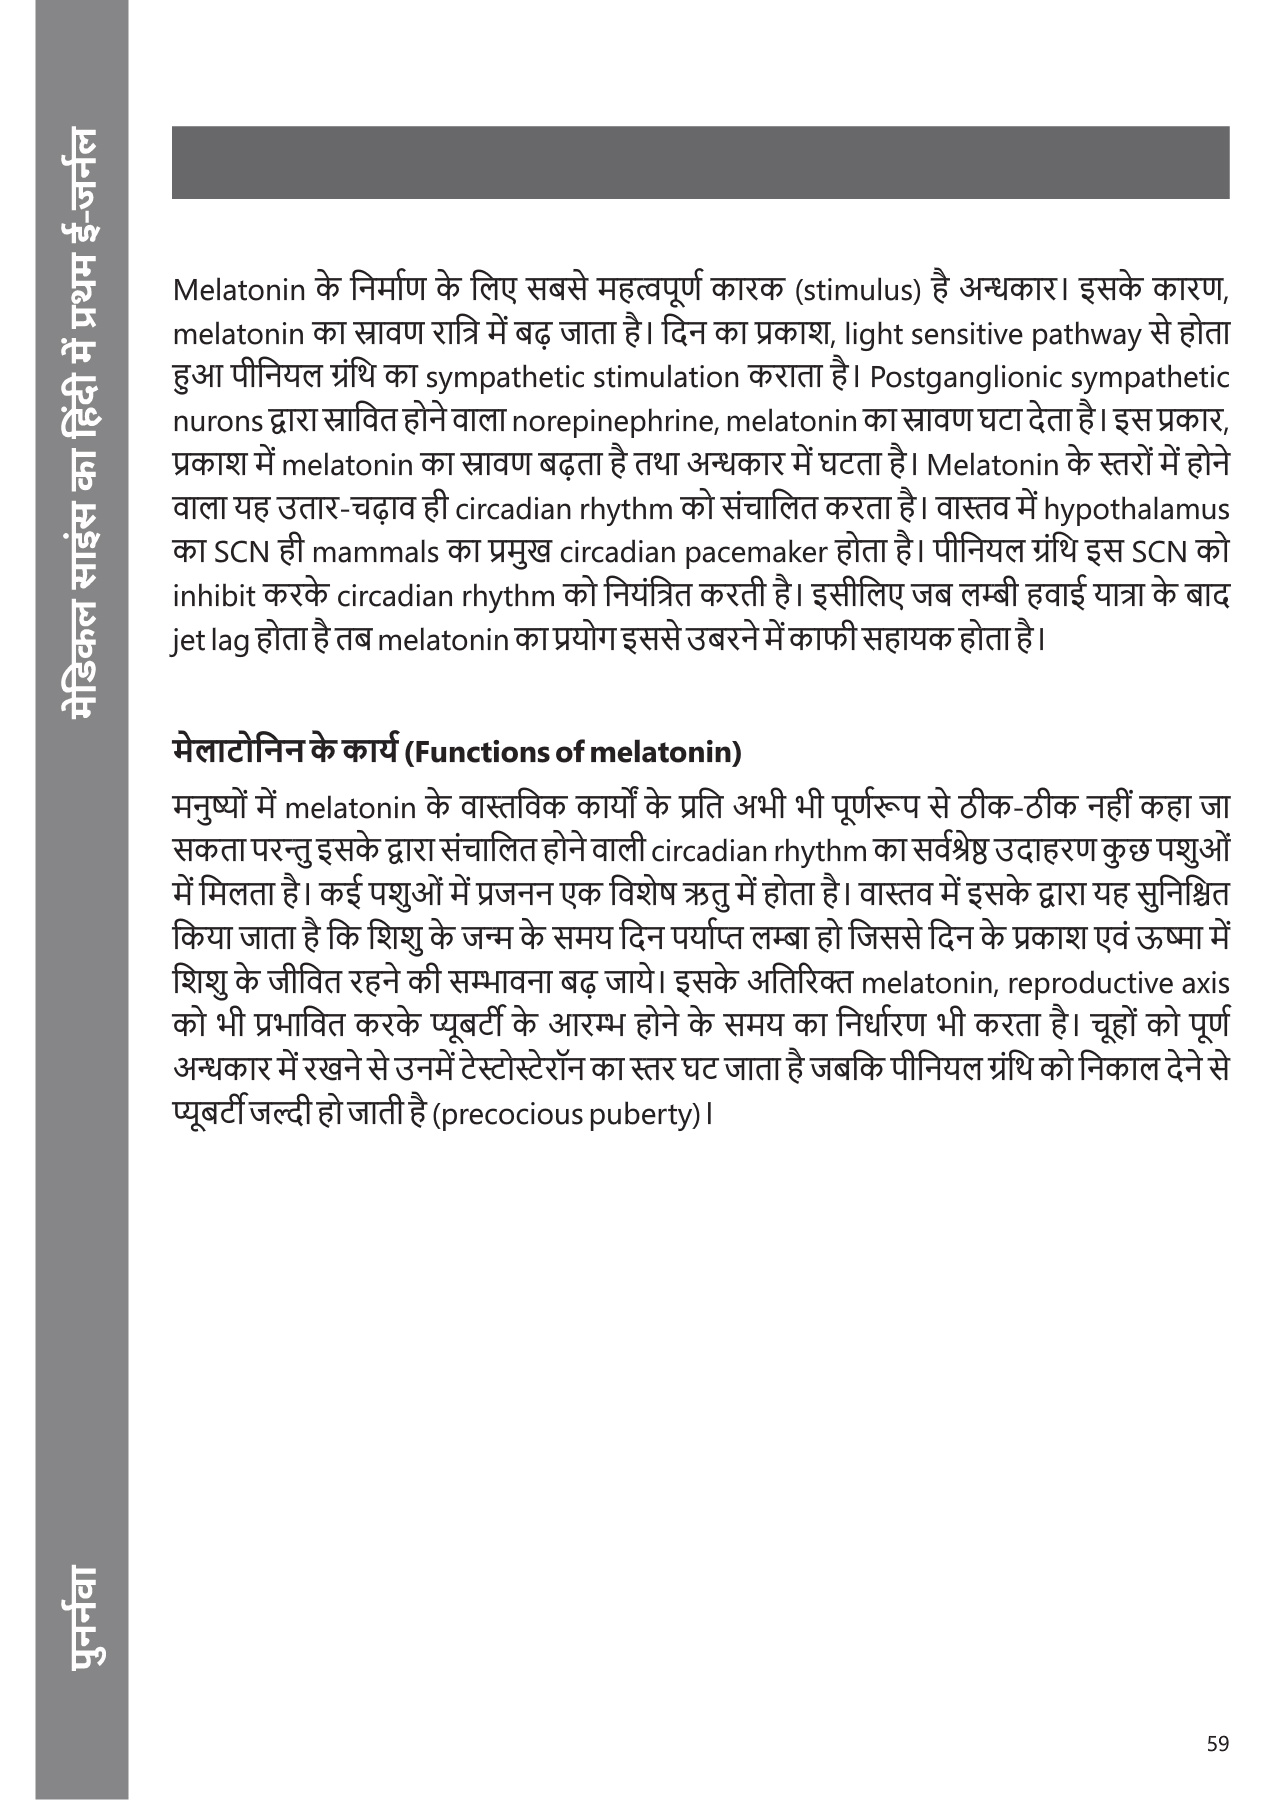 मेडिकल साइंस का हिंदी में प्रथम ई-जर्नल
Melatonin के निर्माण के लिए सबसे महत्वपूर्ण कारक (stimulus) है अन्धकार। इसके कारण,
melatonin का स्रावण रात्रि में बढ़ जाता है। दिन का प्रकाश, light sensitive pathway से होता
हुआ पीनियल ग्रंथि का sympathetic stimulation कराता है। Postganglionic sympathetic
nurons द्वारा स्रावित होने वाला norepinephrine, melatonin का स्रावण घटा देता है। इस प्रकार,
प्रकाश में melatonin का स्रावण बढ़ता है तथा अन्धकार में घटता है। Melatonin के स्तरों में होने
वाला यह उतार-चढ़ाव ही circadian rhythm को संचालित करता है। वास्तव में hypothalamus
का SCN ही mammals का प्रमुख circadian pacemaker होता है। पीनियल ग्रंथि इस SCN को
inhibit करके circadian rhythm को नियंत्रित करती है। इसीलिए जब लम्बी हवाई यात्रा के बाद
jet lag होता है तब melatonin का प्रयोग इससे उबरने में काफी सहायक होता है।
मेलाटोनिन के कार्य (Functions of melatonin)
मनुष्यों में melatonin के वास्तविक कार्यों के प्रति अभी भी पूर्णरूप से ठीक-ठीक नहीं कहा जा
सकता परन्तु इसके द्वारा संचालित होने वाली circadian rhythm का सर्वश्रेष्ठ उदाहरण कुछ पशुओं
में मिलता है। कई पशुओं में प्रजनन एक विशेष ऋतु में होता है। वास्तव में इसके द्वारा यह सुनिश्चित
किया जाता है कि शिशु के जन्म के समय दिन पर्याप्त लम्बा हो जिससे दिन के प्रकाश एवं ऊष्मा में
शिशु के जीवित रहने की सम्भावना बढ़ जाये। इसके अतिरिक्त melatonin, reproductive axis
को भी प्रभावित करके प्यूबर्टी के आरम्भ होने के समय का निर्धारण भी करता है। चूहों को पूर्ण
अन्धकार में रखने से उनमें टेस्टोस्टेरॉन का स्तर घट जाता है जबकि पीनियल ग्रंथि को निकाल देने से
प्यूबर्टी जल्दी हो जाती है (precocious puberty)।
पुनर्नवा
59